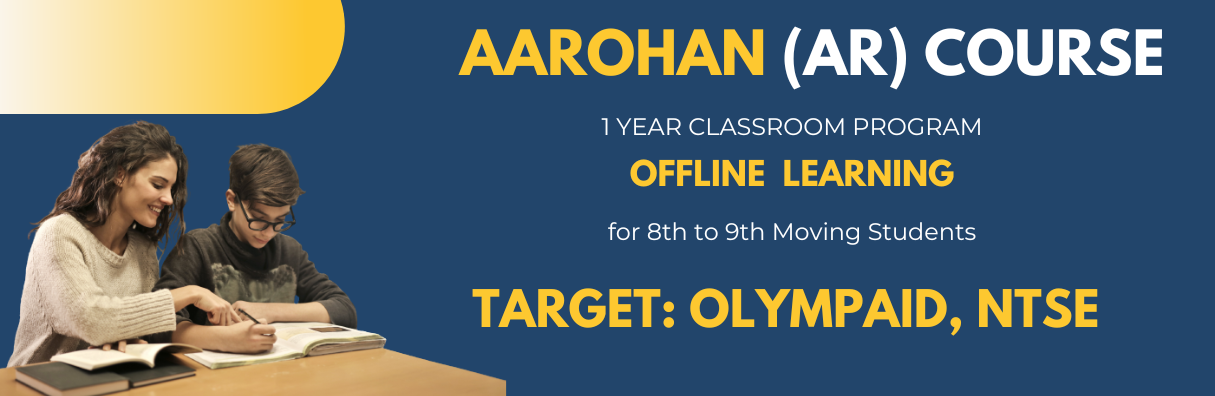 AAROHAN (AR) COURSE
1 YEAR CLASSROOM PROGRAM
OFFLINE LEARNING
for 8th to 9th Moving Students
TARGET: OLYMPAID, NTSE